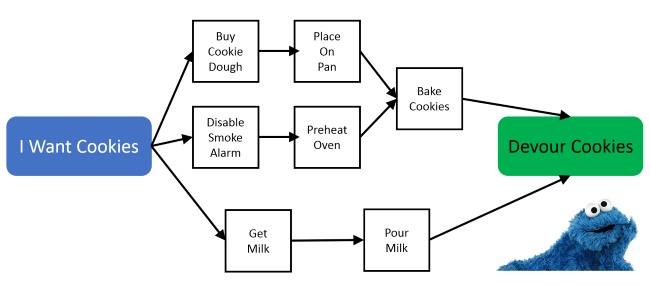 I Want Cookies
Buy
Cookie
Dough
Place
On
Pan
Disable
Smoke
Alarm
Preheat
Oven
Bake
Cookies
Get
Milk
Pour
Milk
Devour Cookies